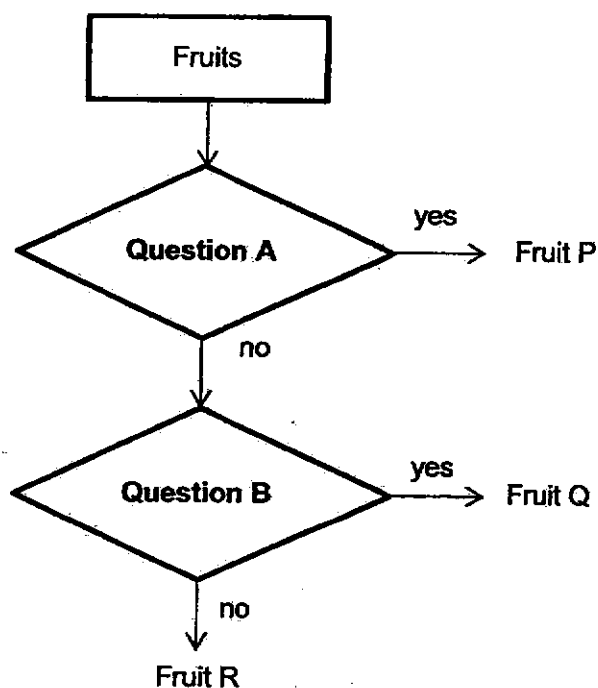 Fruits
Question A
yes
Fruit P
no
Question B
yes
Fruit Q
no
Fruit R